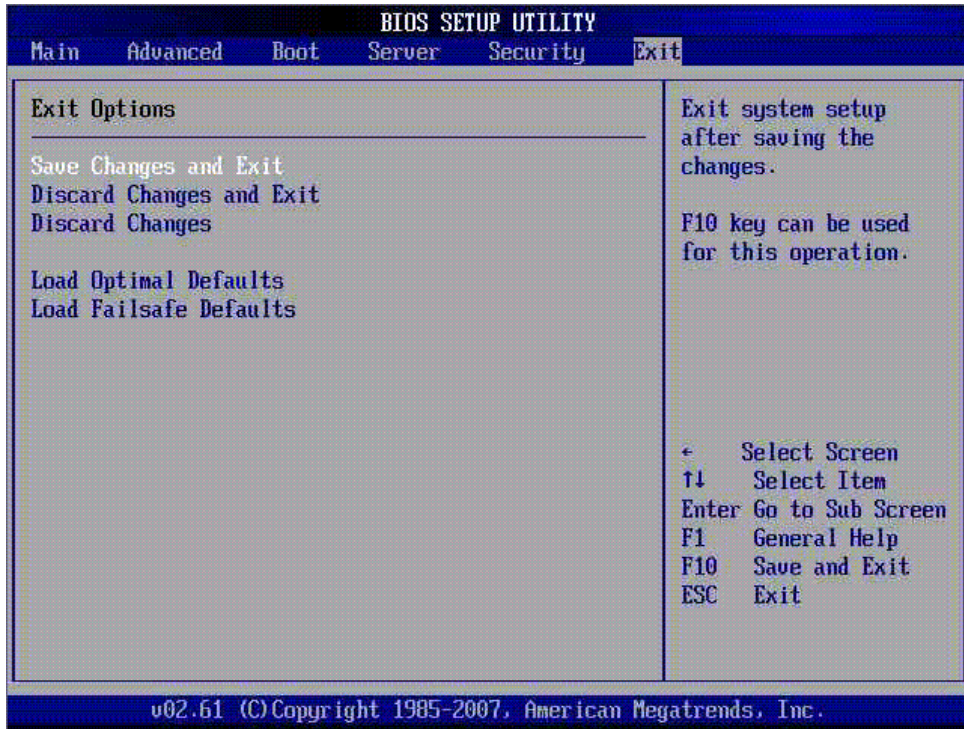 BIOS SETUP UTILITY
Main Advanced Boot Server Security Exit
Exit Options
Save Changes and Exit
Discard Changes and Exit
Discard Changes
Load Optimal Defaults
Load Failsafe Defaults
Exit system setup
after saving the
changes.
F10 key can be used
for this operation.
← Select Screen
↑↓ Select Item
Enter Go to Sub Screen
F1 General Help
F10 Save and Exit
ESC Exit
v02.61 (C)Copyright 1985-2007, American Megatrends, Inc.